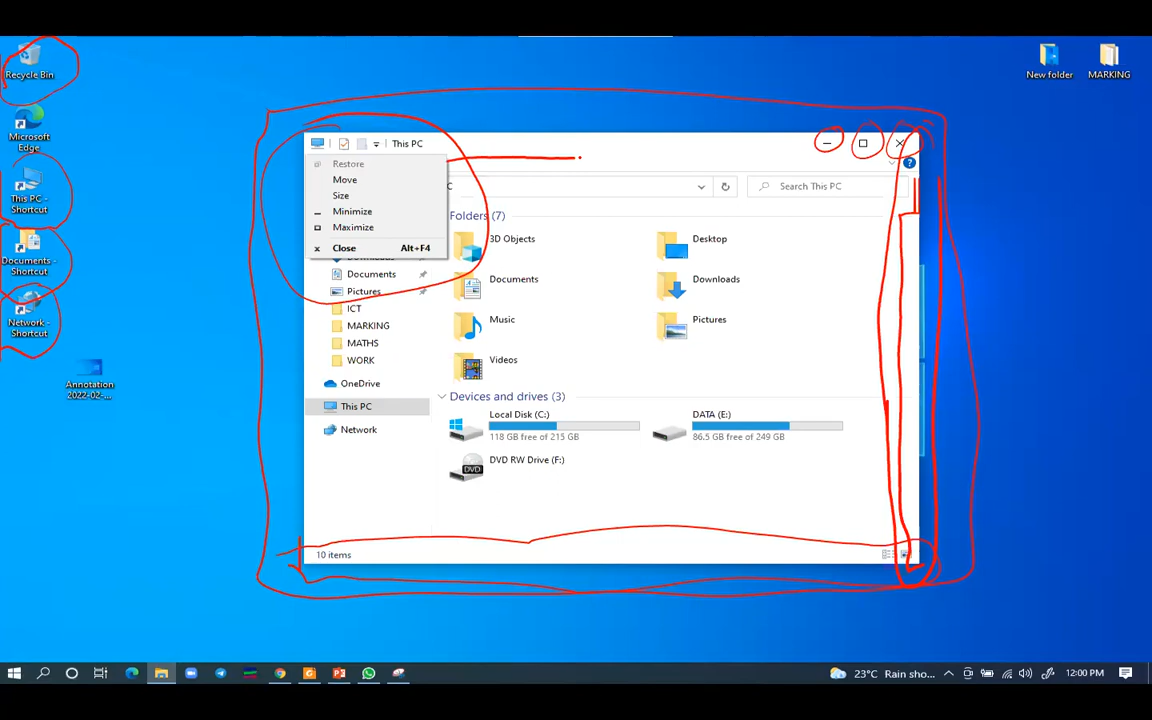 Recycle Bin
New folder
MARKING
Microsoft
Edge
This PC -
Shortcut
Documents -
Shortcut
Network -
Shortcut
Annotation
2022-02-...
This PC
Restore
Move
Size
Minimize
Maximize
Close Alt+F4
C
Search This PC
Folders (7)
3D Objects
Desktop
Documents
Downloads
Music
Pictures
Videos
Devices and drives (3)
Local Disk (C:)
118 GB free of 215 GB
DATA (E:)
86.5 GB free of 249 GB
DVD RW Drive (F:)
DVD
Documents
Pictures
ICT
MARKING
MATHS
WORK
OneDrive
This PC
Network
10 items
23°C Rain sho...
12:00 PM